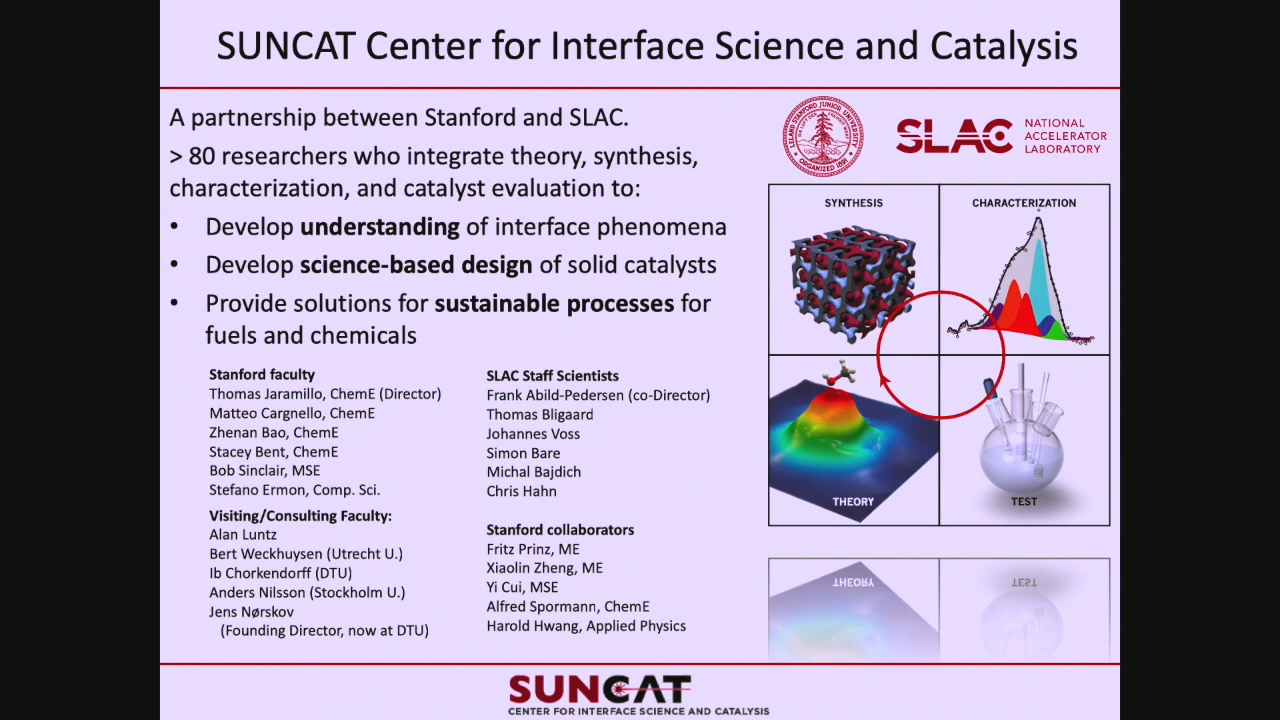 SUNCAT Center for Interface Science and Catalysis
A partnership between Stanford and SLAC.
> 80 researchers who integrate theory, synthesis,
characterization, and catalyst evaluation to:
• Develop understanding of interface phenomena
• Develop science-based design of solid catalysts
• Provide solutions for sustainable processes for
fuels and chemicals
Stanford faculty
Thomas Jaramillo, ChemE (Director)
Matteo Cargnello, ChemE
Zhenan Bao, ChemE
Stacey Bent, ChemE
Bob Sinclair, MSE
Stefano Ermon, Comp. Sci.
Visiting/Consulting Faculty:
Alan Luntz
Bert Weckhuysen (Utrecht U.)
Ib Chorkendorff (DTU)
Anders Nilsson (Stockholm U.)
Jens Nørskov
(Founding Director, now at DTU)
SLAC Staff Scientists
Frank Abild-Pedersen (co-Director)
Thomas Bligaard
Johannes Voss
Simon Bare
Michal Bajdich
Chris Hahn
Stanford collaborators
Fritz Prinz, ME
Xiaolin Zheng, ME
Yi Cui, MSE
Alfred Spormann, ChemE
Harold Hwang, Applied Physics
LELAND STANFORD JUNIOR UNIVERSITY
ORGANIZED 1891
SLAC
NATIONAL
ACCELERATOR
LABORATORY
SYNTHESIS
CHARACTERIZATION
THEORY
TEST
THEORY
TEST
SUNCAT
CENTER FOR INTERFACE SCIENCE AND CATALYSIS